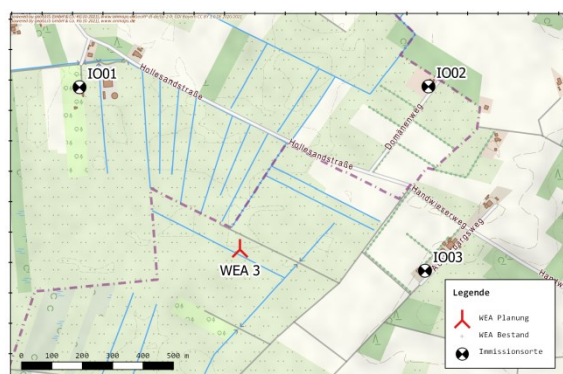 IO01
IO02
Hollesandstraße
Hollesandstraße
Domänenweg
Handwieserweg
IO03
WEA 3
Legende
WEA Planung
WEA Bestand
Immissionsorte
0 100 200 300 400 500 m